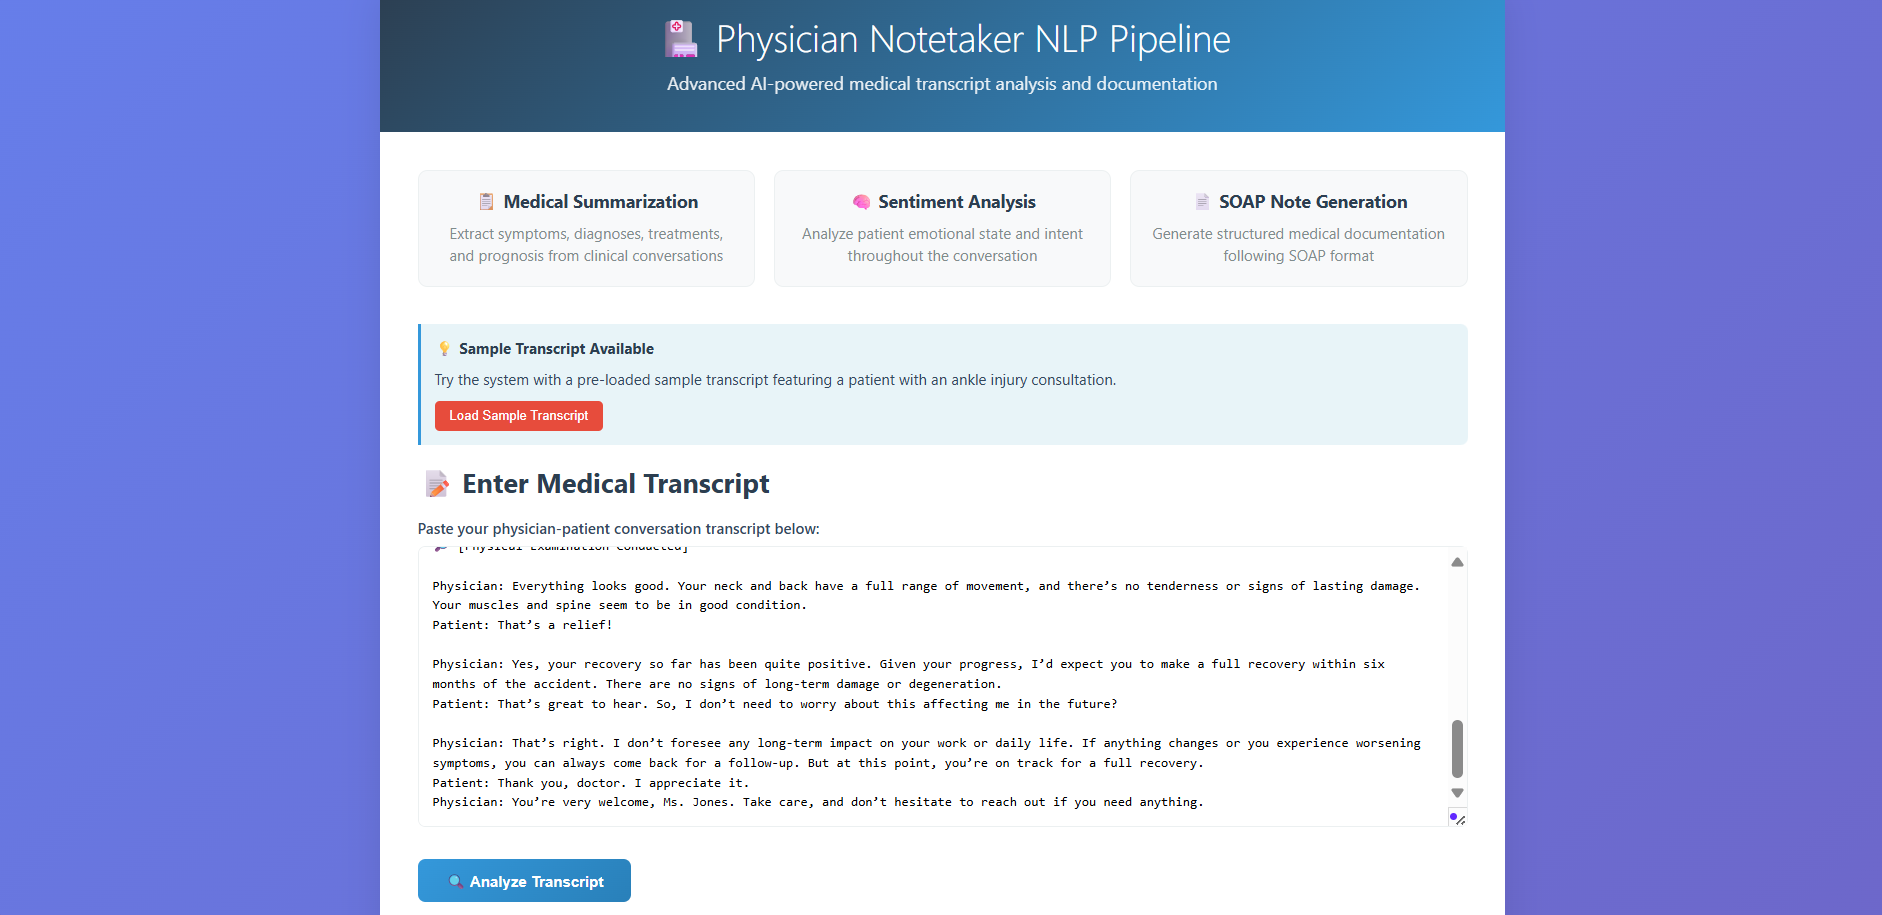 Physician Notetaker NLP Pipeline
Advanced AI-powered medical transcript analysis and documentation
Medical Summarization
Extract symptoms, diagnoses, treatments,
and prognosis from clinical conversations
Sentiment Analysis
Analyze patient emotional state and intent
throughout the conversation
SOAP Note Generation
Generate structured medical documentation
following SOAP format
Sample Transcript Available
Try the system with a pre-loaded sample transcript featuring a patient with an ankle injury consultation.
Load Sample Transcript
Enter Medical Transcript
Paste your physician-patient conversation transcript below:
[Physical Examination Conducted]
Physician: Everything looks good. Your neck and back have a full range of movement, and there’s no tenderness or signs of lasting damage.
Your muscles and spine seem to be in good condition.
Patient: That’s a relief!
Physician: Yes, your recovery so far has been quite positive. Given your progress, I’d expect you to make a full recovery within six
months of the accident. There are no signs of long-term damage or degeneration.
Patient: That’s great to hear. So, I don’t need to worry about this affecting me in the future?
Physician: That’s right. I don’t foresee any long-term impact on your work or daily life. If anything changes or you experience worsening
symptoms, you can always come back for a follow-up. But at this point, you’re on track for a full recovery.
Patient: Thank you, doctor. I appreciate it.
Physician: You’re very welcome, Ms. Jones. Take care, and don’t hesitate to reach out if you need anything.
Analyze Transcript